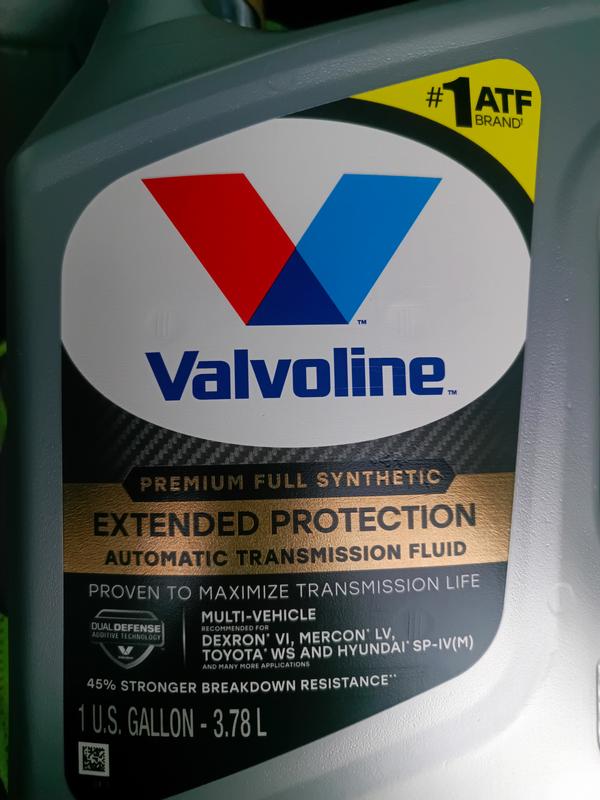 #1 ATF
BRAND†
Valvoline™
PREMIUM FULL SYNTHETIC
EXTENDED PROTECTION
AUTOMATIC TRANSMISSION FLUID
PROVEN TO MAXIMIZE TRANSMISSION LIFE
DUALDEFENSE
ADDITIVE TECHNOLOGY
Valvoline
MULTI-VEHICLE
RECOMMENDED FOR
DEXRON® VI, MERCON® LV,
TOYOTA® WS AND HYUNDAI® SP-IV(M)
AND MANY MORE APPLICATIONS
45% STRONGER BREAKDOWN RESISTANCE**
1 U.S. GALLON - 3.78 L